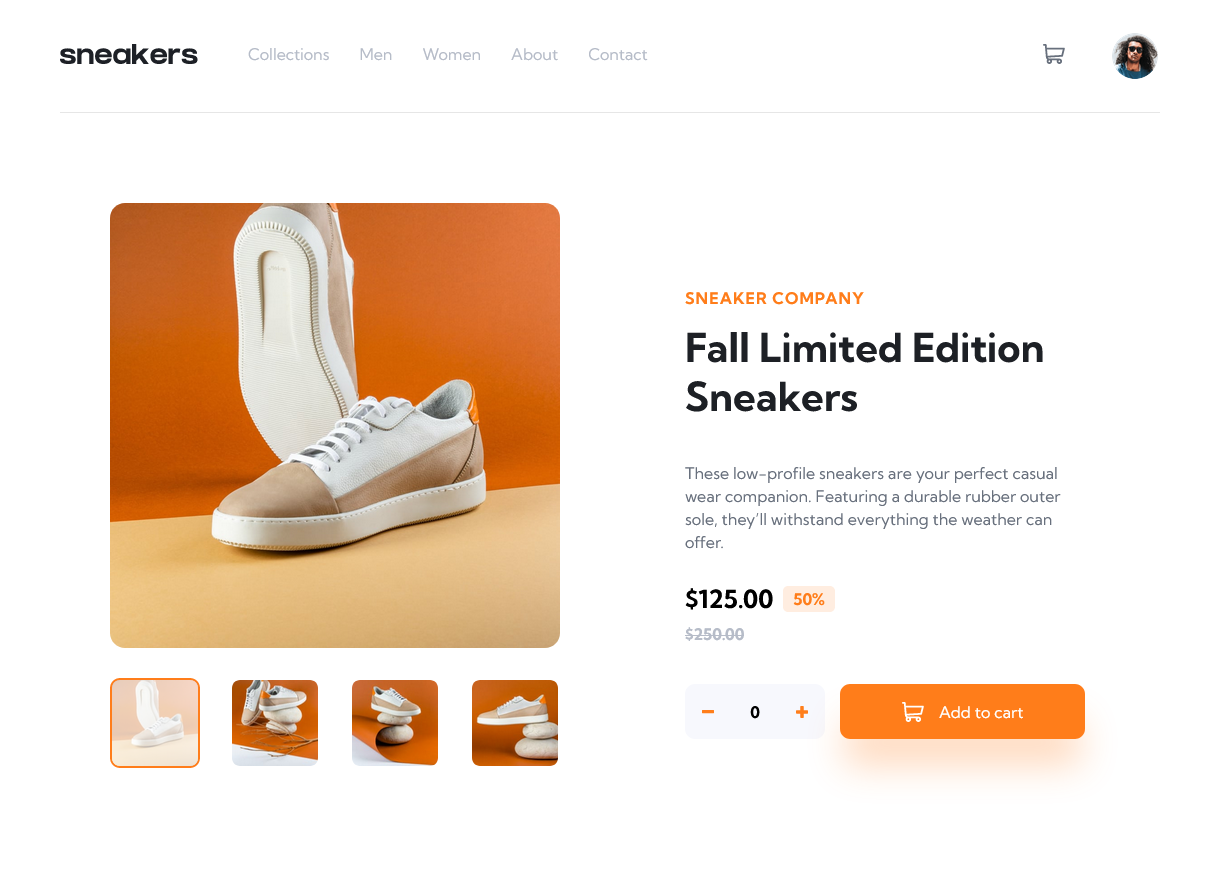 sneakers
Collections Men Women About Contact
SNEAKER COMPANY
Fall Limited Edition
Sneakers
These low-profile sneakers are your perfect casual
wear companion. Featuring a durable rubber outer
sole, they’ll withstand everything the weather can
offer.
$125.00 50%
$250.00
0 Add to cart